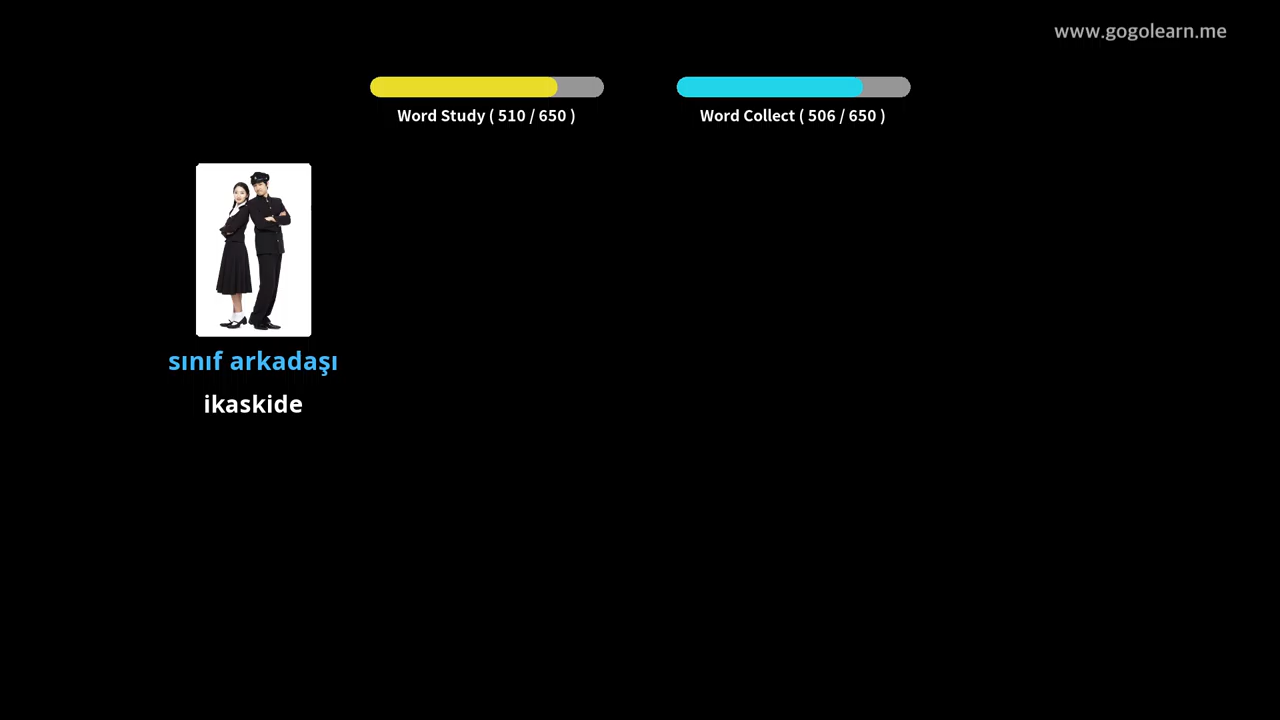 www.gogolearn.me
Word Study ( 510 / 650 )
Word Collect ( 506 / 650 )
sınıf arkadaşı
ikaskide